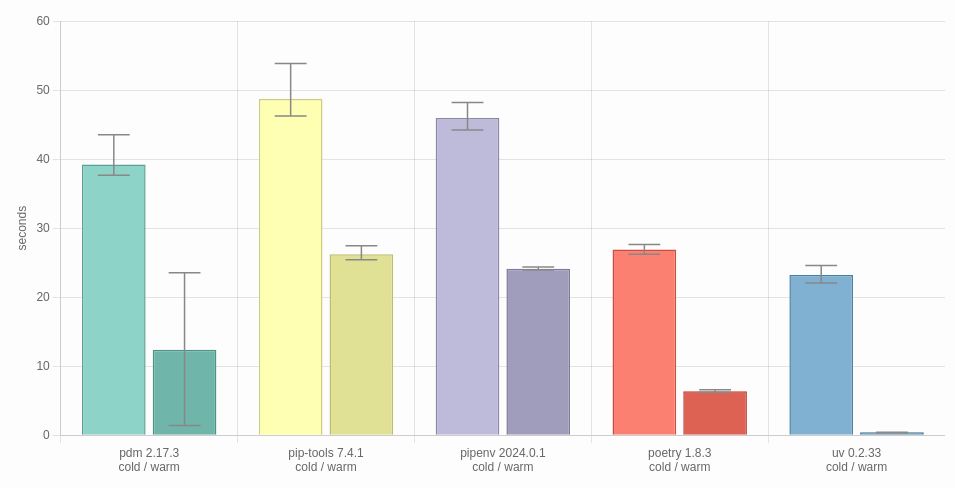 60
50
40
30
20
10
0
seconds
pdm 2.17.3
cold / warm
pip-tools 7.4.1
cold / warm
pipenv 2024.0.1
cold / warm
poetry 1.8.3
cold / warm
uv 0.2.33
cold / warm